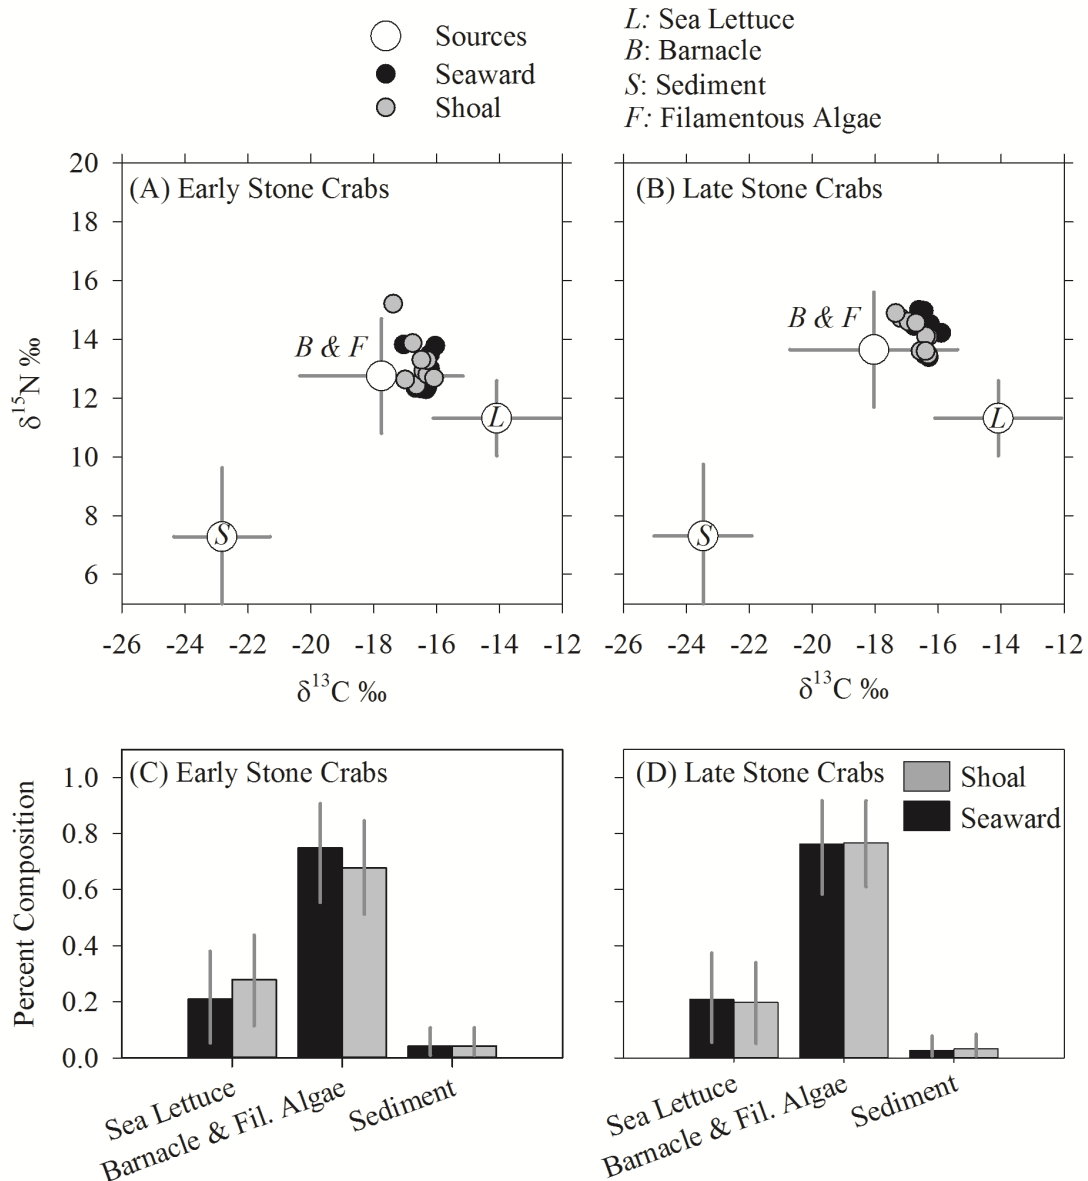 Sources
Seaward
Shoal
L: Sea Lettuce
B: Barnacle
S: Sediment
F: Filamentous Algae
(A) Early Stone Crabs
(B) Late Stone Crabs
20
18
16
14
12
10
8
6
δ¹⁵N ‰
B & F
L
S
B & F
L
S
-26 -24 -22 -20 -18 -16 -14 -12
-26 -24 -22 -20 -18 -16 -14 -12
δ¹³C ‰
δ¹³C ‰
(C) Early Stone Crabs
(D) Late Stone Crabs
Shoal
Seaward
1.0
0.8
0.6
0.4
0.2
0.0
Percent Composition
Sea Lettuce
Barnacle & Fil. Algae
Sediment
Sea Lettuce
Barnacle & Fil. Algae
Sediment